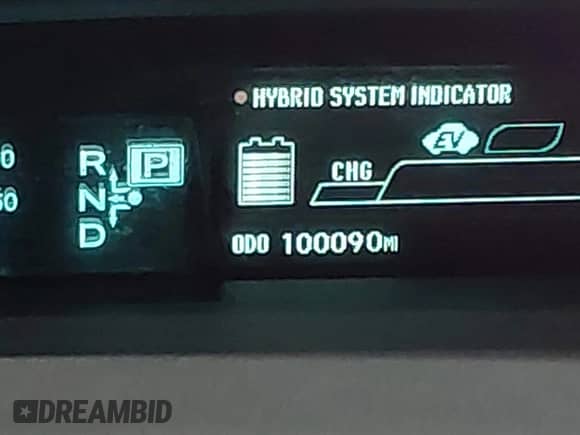 HYBRID SYSTEM INDICATOR
EV
CHG
R
P
N
D
ODO 100090MI
DREAMBID